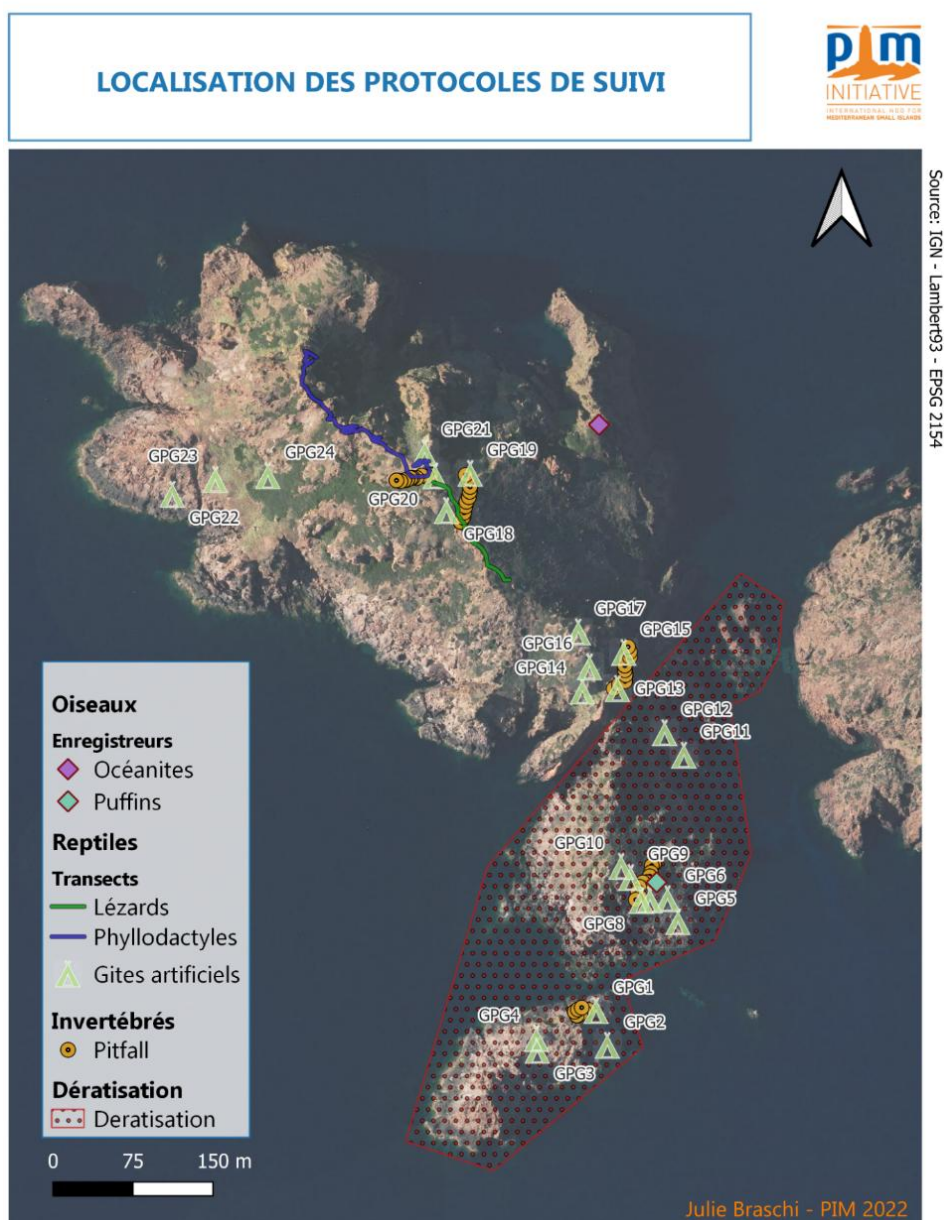 LOCALISATION DES PROTOCOLES DE SUIVI
pim
INITIATIVE
INTERNATIONAL NGO FOR
MEDITERRANEAN SMALL ISLANDS
Source: IGN - Lambert93 - EPSG 2154
GPG21
GPG19
GPG23
GPG24
GPG20
GPG22
GPG18
GPG17
GPG16
GPG15
GPG14
GPG13
GPG12
GPG11
GPG10
GPG9
GPG6
GPG5
GPG8
GPG1
GPG4
GPG2
GPG3
Oiseaux
Enregistreurs
Océanites
Puffins
Reptiles
Transects
Lézards
Phyllodactyles
Gites artificiels
Invertébrés
Pitfall
Dératisation
Deratisation
0 75 150 m
Julie Braschi - PIM 2022